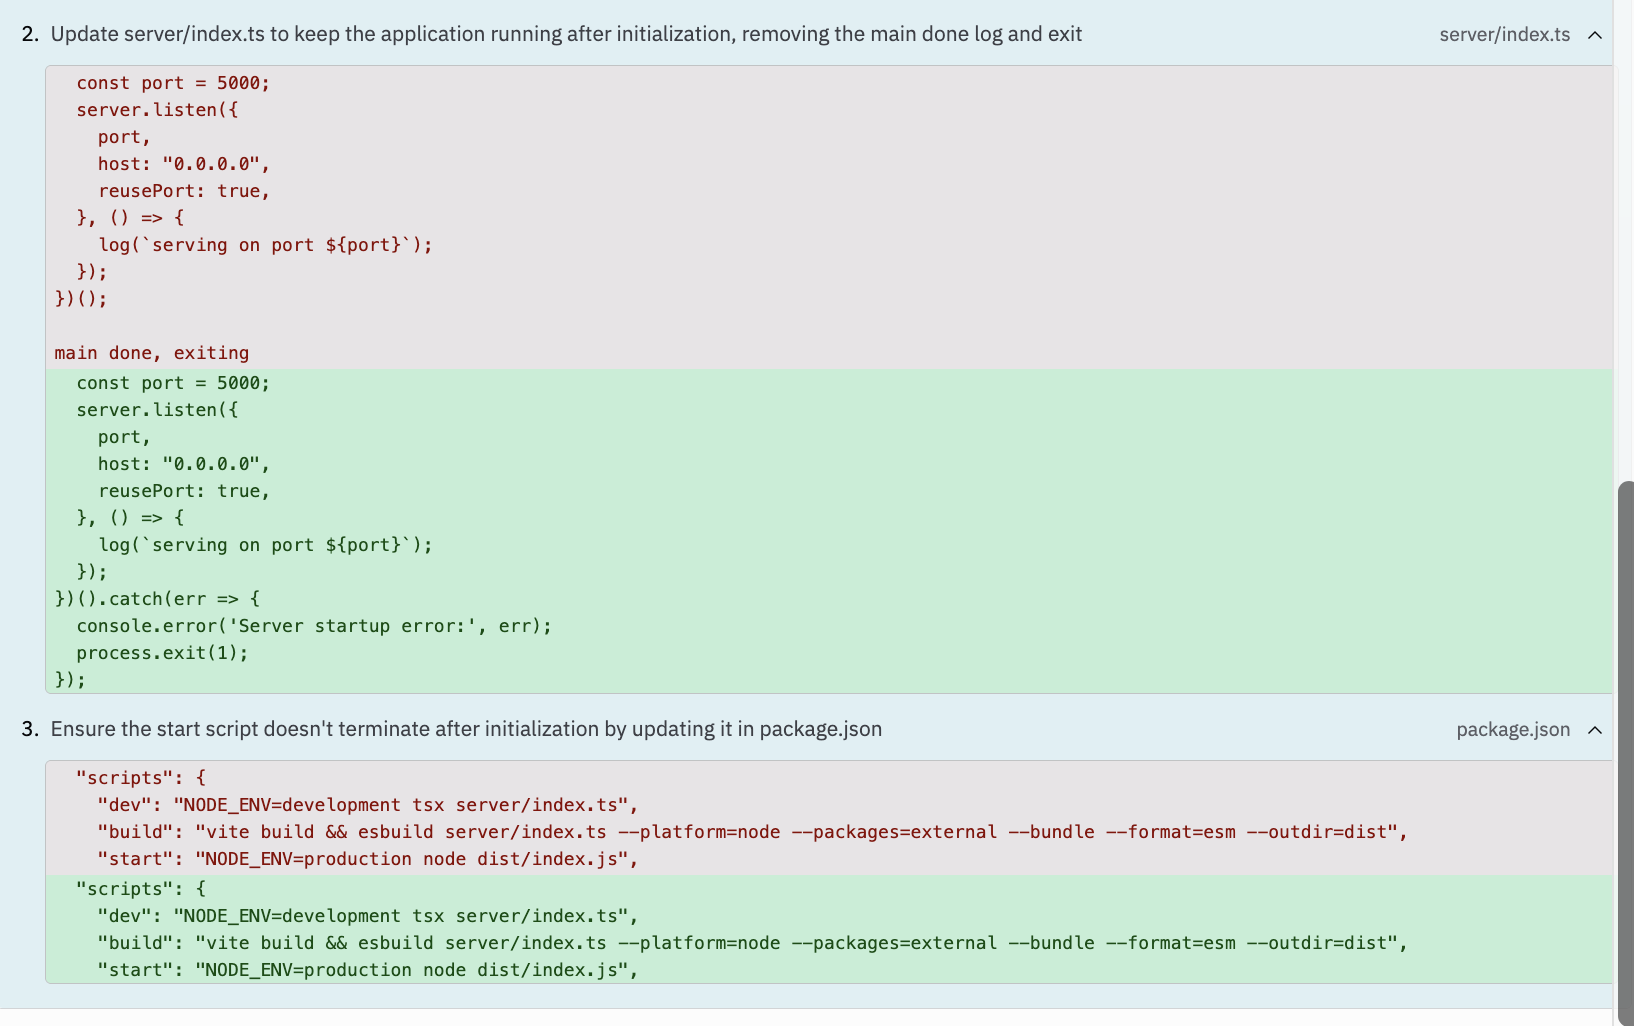 2. Update server/index.ts to keep the application running after initialization, removing the main done log and exit server/index.ts
  const port = 5000;
  server.listen({
    port,
    host: "0.0.0.0",
    reusePort: true,
  }, () => {
    log(`serving on port ${port}`);
  });
})();

main done, exiting
  const port = 5000;
  server.listen({
    port,
    host: "0.0.0.0",
    reusePort: true,
  }, () => {
    log(`serving on port ${port}`);
  });
})().catch(err => {
  console.error('Server startup error:', err);
  process.exit(1);
});
3. Ensure the start script doesn't terminate after initialization by updating it in package.json package.json
  "scripts": {
    "dev": "NODE_ENV=development tsx server/index.ts",
    "build": "vite build && esbuild server/index.ts --platform=node --packages=external --bundle --format=esm --outdir=dist",
    "start": "NODE_ENV=production node dist/index.js",
  "scripts": {
    "dev": "NODE_ENV=development tsx server/index.ts",
    "build": "vite build && esbuild server/index.ts --platform=node --packages=external --bundle --format=esm --outdir=dist",
    "start": "NODE_ENV=production node dist/index.js",